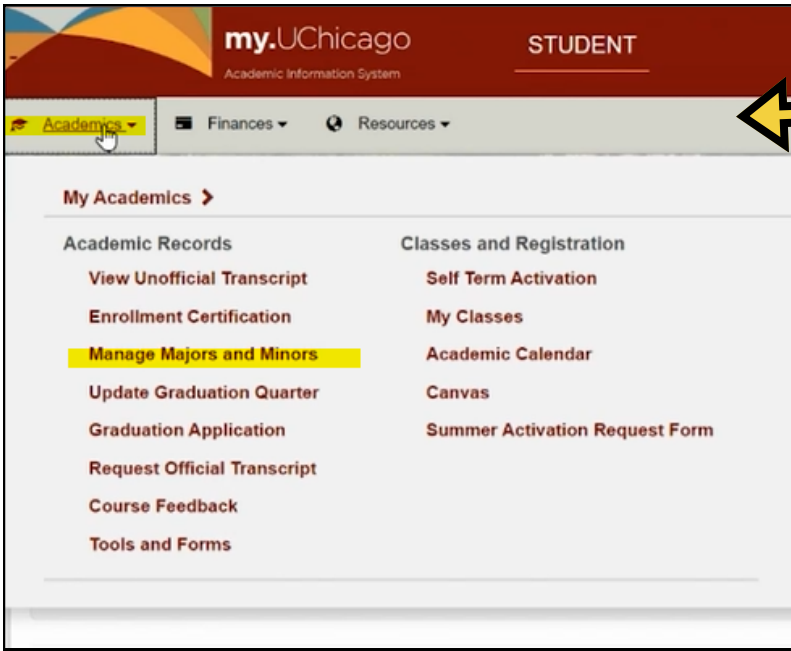 my.UChicago
Academic Information System
STUDENT
Academics
Finances
Resources
My Academics
Academic Records
View Unofficial Transcript
Enrollment Certification
Manage Majors and Minors
Update Graduation Quarter
Graduation Application
Request Official Transcript
Course Feedback
Tools and Forms
Classes and Registration
Self Term Activation
My Classes
Academic Calendar
Canvas
Summer Activation Request Form